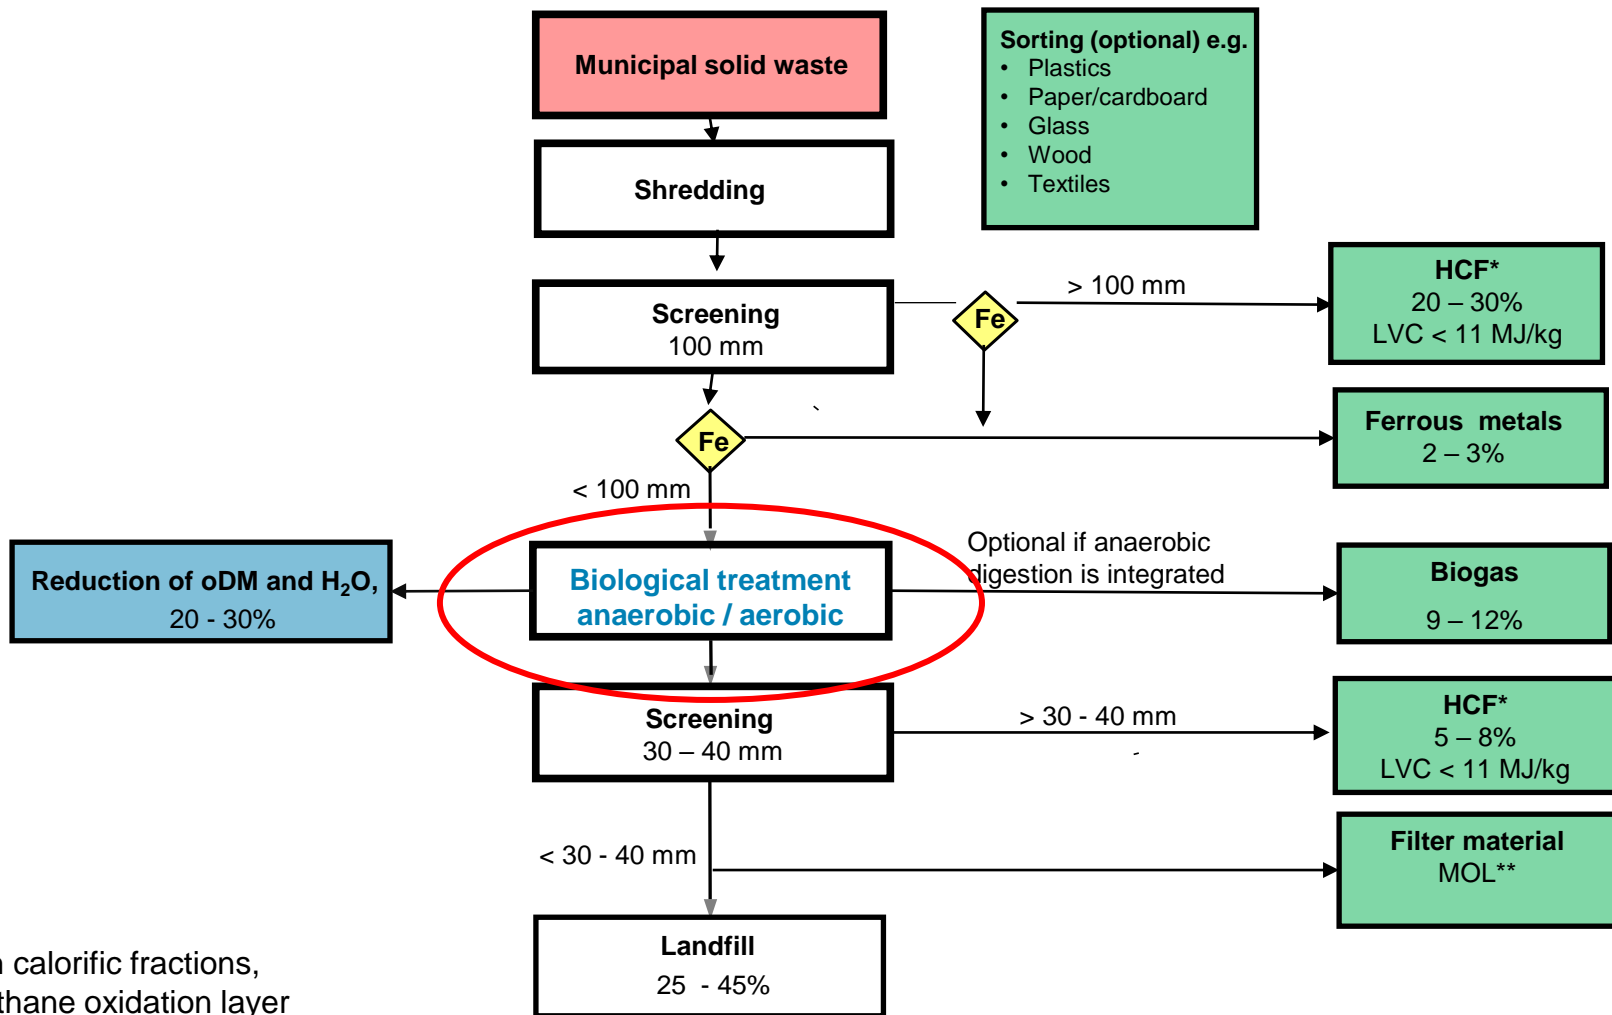 Municipal solid waste
Sorting (optional) e.g.
• Plastics
• Paper/cardboard
• Glass
• Wood
• Textiles
Shredding
Screening
100 mm
Fe
> 100 mm
HCF*
20 – 30%
LVC < 11 MJ/kg
Fe
Ferrous metals
2 – 3%
< 100 mm
Reduction of oDM and H₂O,
20 - 30%
Biological treatment
anaerobic / aerobic
Optional if anaerobic
digestion is integrated
Biogas
9 – 12%
Screening
30 – 40 mm
> 30 - 40 mm
HCF*
5 – 8%
LVC < 11 MJ/kg
< 30 - 40 mm
Filter material
MOL**
Landfill
25 - 45%
calorific fractions,
oxidation layer